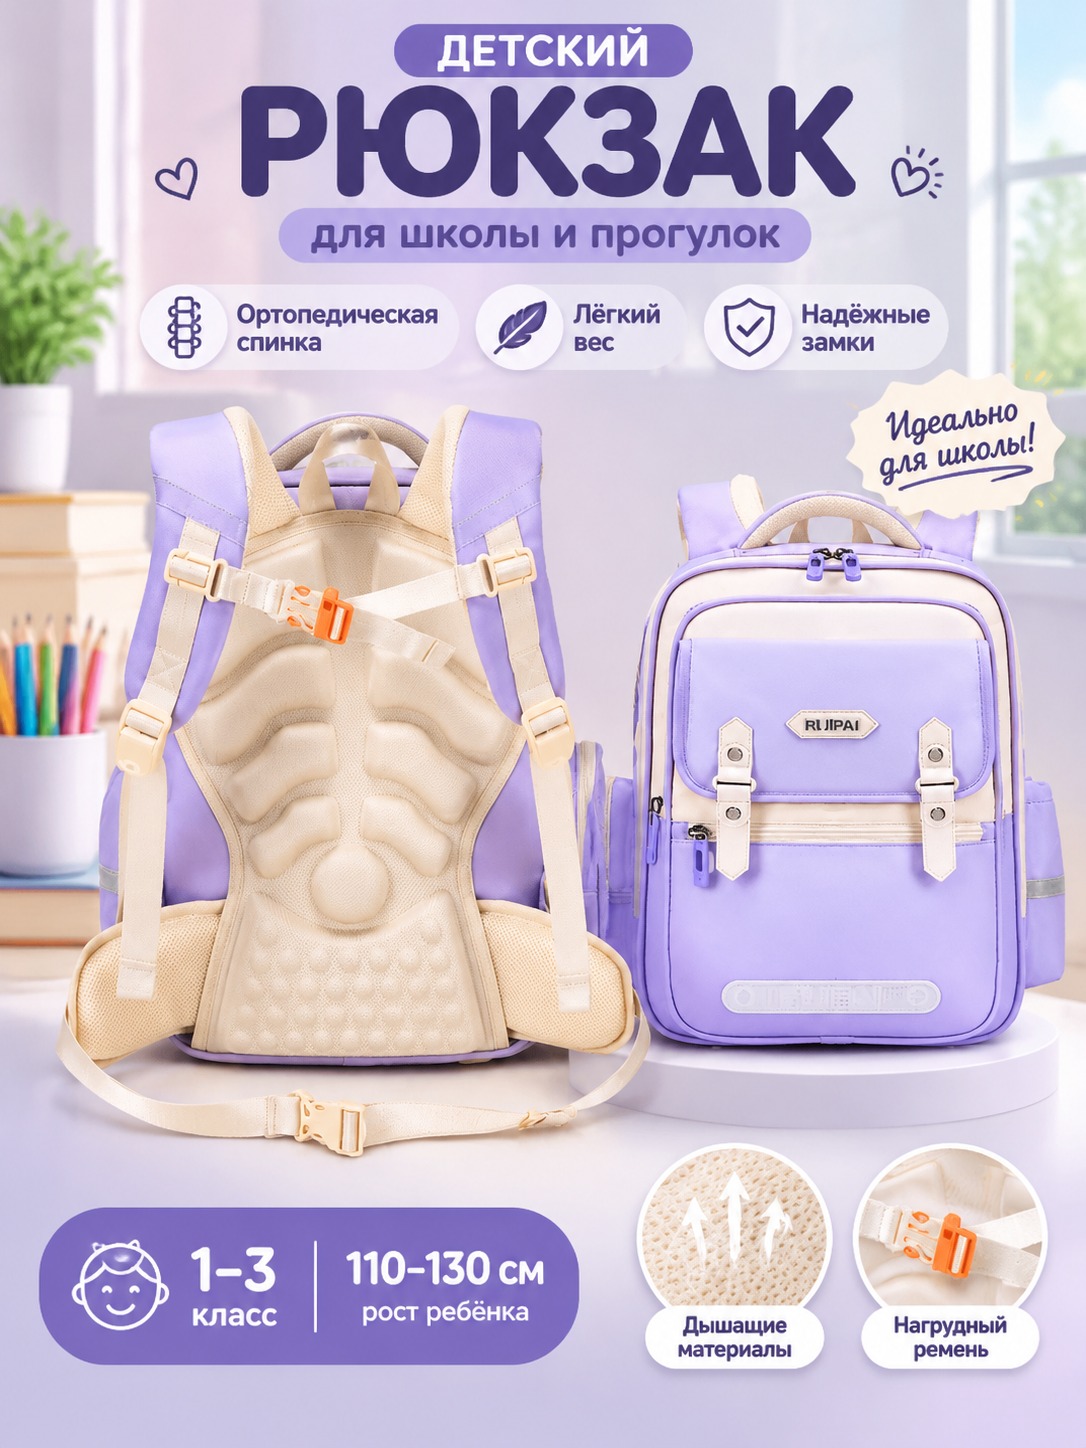 ДЕТСКИЙ
РЮКЗАК
для школы и прогулок
Ортопедическая
спинка
Лёгкий
вес
Надёжные
замки
Идеально
для школы!
RUIPAI
1–3
класс
110–130 см
рост ребёнка
Дышащие
материалы
Нагрудный
ремень